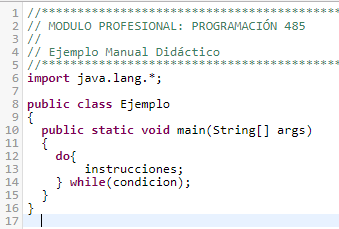 1 //******************************************
2 // MODULO PROFESIONAL: PROGRAMACIÓN 485
3 //
4 // Ejemplo Manual Didáctico
5 //******************************************
6 import java.lang.*;
7
8 public class Ejemplo
9 {
10 public static void main(String[] args)
11 {
12 do{
13 instrucciones;
14 } while(condicion);
15 }
16 }
17